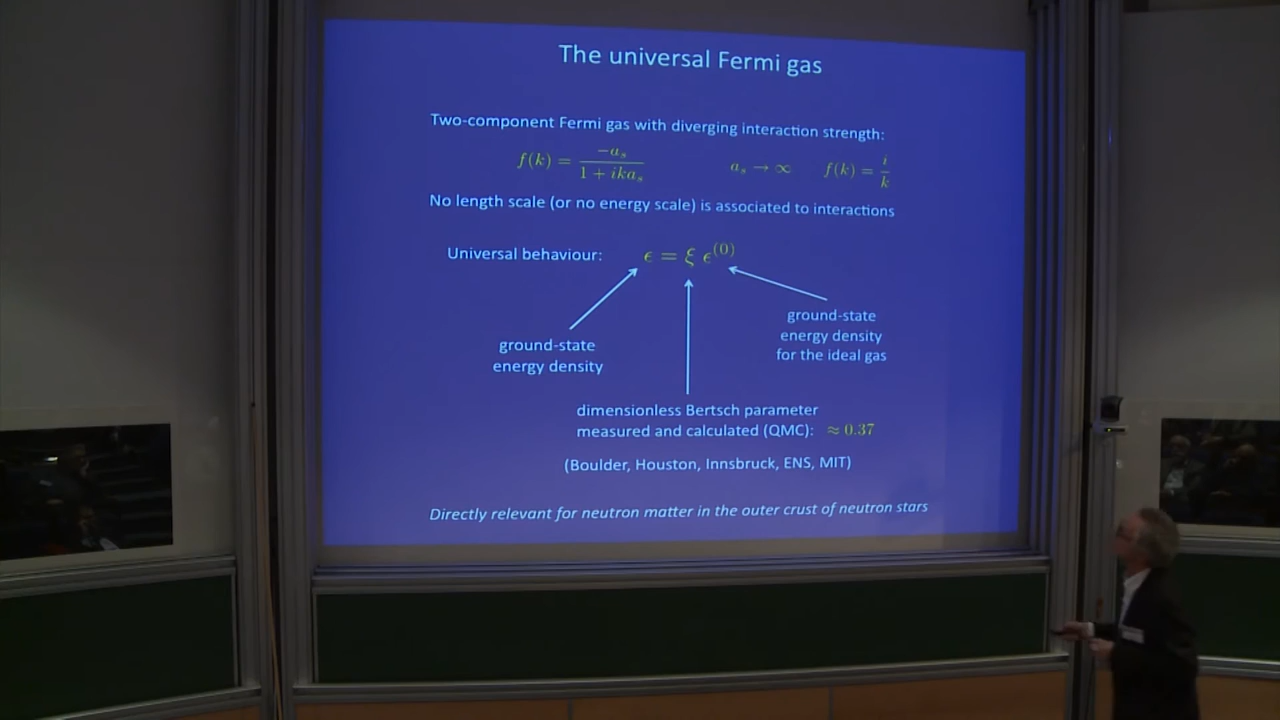 The universal Fermi gas
Two-component Fermi gas with diverging interaction strength:
f(k) = −a_s / (1 + ika_s)    a_s → ∞    f(k) = i/k
No length scale (or no energy scale) is associated to interactions
Universal behaviour: ϵ = ξ ϵ^(0)
ground-state
energy density
for the ideal gas
ground-state
energy density
dimensionless Bertsch parameter
measured and calculated (QMC): ≈ 0.37
(Boulder, Houston, Innsbruck, ENS, MIT)
Directly relevant for neutron matter in the outer crust of neutron stars